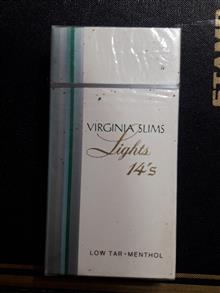 VIRGINIA SLIMS
Lights
14's
LOW TAR-MENTHOL